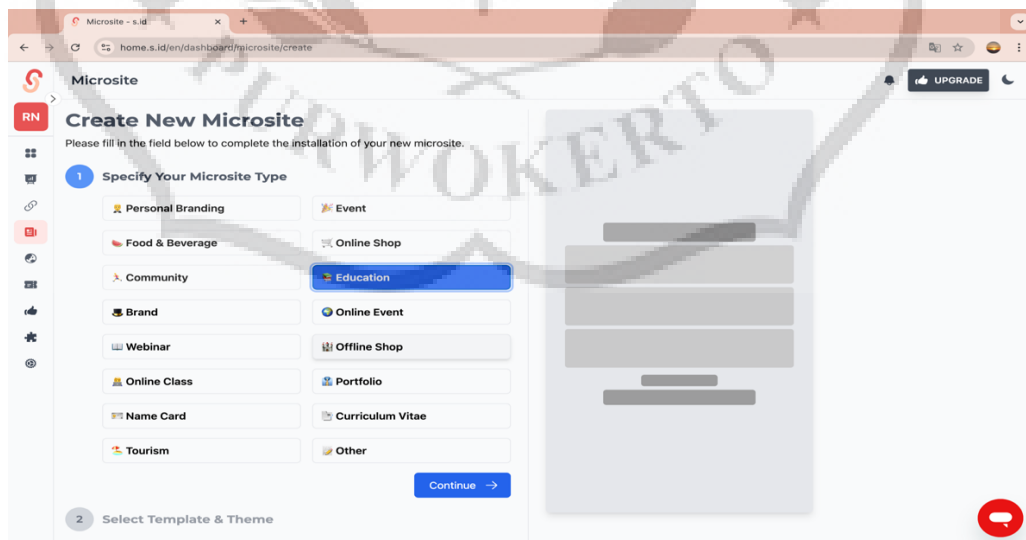 Microsite - s.id
home.s.id/en/dashboard/microsite/create
Microsite
UPGRADE
RN
Create New Microsite
Please fill in the field below to complete the installation of your new microsite.
1 Specify Your Microsite Type
Personal Branding
Event
Food & Beverage
Online Shop
Community
Education
Brand
Online Event
Webinar
Offline Shop
Online Class
Portfolio
Name Card
Curriculum Vitae
Tourism
Other
Continue →
2 Select Template & Theme
PURWOKERTO